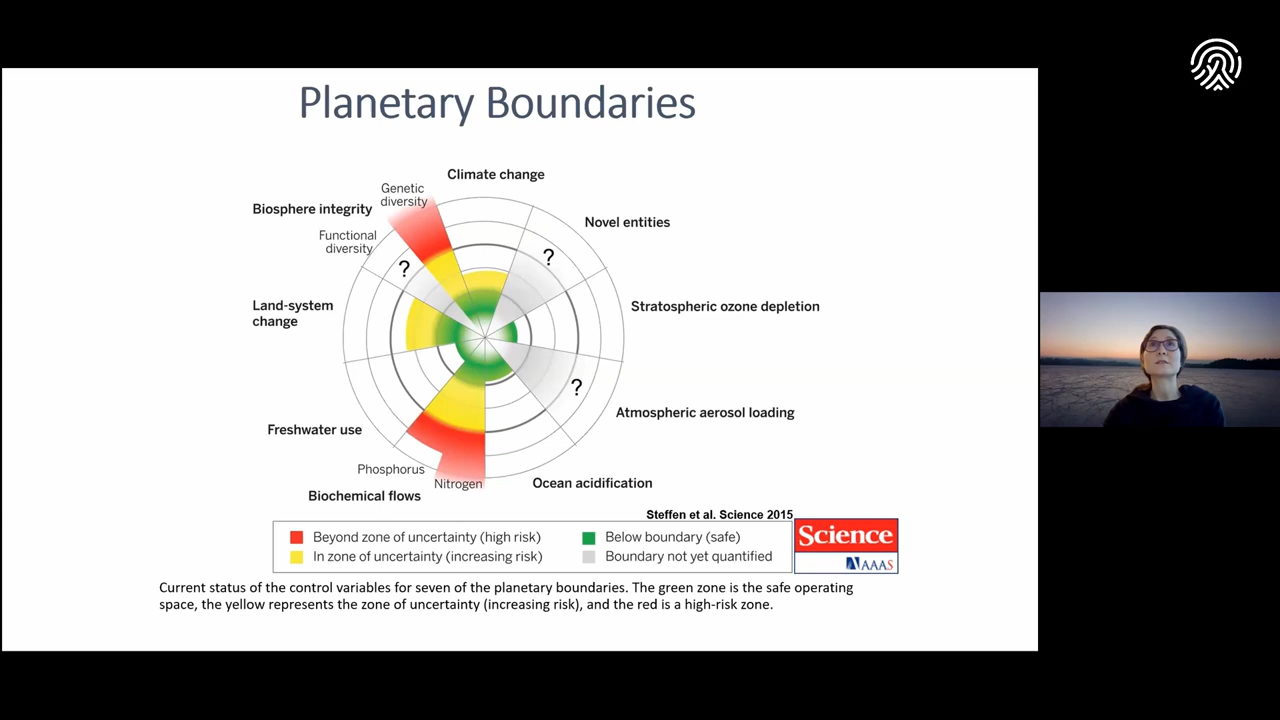 Planetary Boundaries
Climate change
Genetic
diversity
Biosphere integrity
Novel entities
Functional
diversity
?
?
Land-system
change
Stratospheric ozone depletion
?
Atmospheric aerosol loading
Freshwater use
Phosphorus
Nitrogen
Ocean acidification
Biochemical flows
Steffen et al. Science 2015
Beyond zone of uncertainty (high risk)
In zone of uncertainty (increasing risk)
Below boundary (safe)
Boundary not yet quantified
Science
AAAS
Current status of the control variables for seven of the planetary boundaries. The green zone is the safe operating
space, the yellow represents the zone of uncertainty (increasing risk), and the red is a high-risk zone.